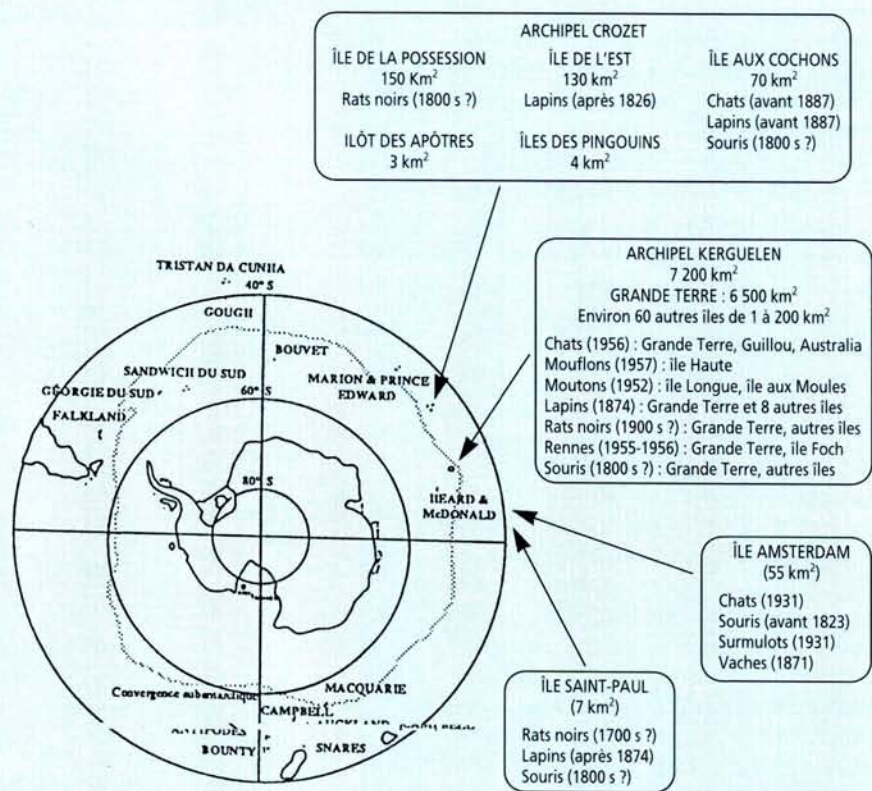 ARCHIPEL CROZET
ÎLE DE LA POSSESSION
150 Km²
Rats noirs (1800 s ?)
ÎLE DE L'EST
130 km²
Lapins (après 1826)
ÎLE AUX COCHONS
70 km²
Chats (avant 1887)
Lapins (avant 1887)
Souris (1800 s ?)
ILÔT DES APÔTRES
3 km²
ÎLES DES PINGOUINS
4 km²
ARCHIPEL KERGUELEN
7 200 km²
GRANDE TERRE : 6 500 km²
Environ 60 autres îles de 1 à 200 km²
Chats (1956) : Grande Terre, Guillou, Australia
Mouflons (1957) : île Haute
Moutons (1952) : île Longue, île aux Moules
Lapins (1874) : Grande Terre et 8 autres îles
Rats noirs (1900 s ?) : Grande Terre, autres îles
Rennes (1955-1956) : Grande Terre, île Foch
Souris (1800 s ?) : Grande Terre, autres îles
TRISTAN DA CUNHA
40° S
GOUGH
BOUVET
SANDWICH DU SUD
MARION & PRINCE
EDWARD
GÉORGIE DU SUD
60° S
FALKLAND
80° S
HEARD &
McDONALD
ÎLE AMSTERDAM
(55 km²)
Chats (1931)
Souris (avant 1823)
Surmulots (1931)
Vaches (1871)
ÎLE SAINT-PAUL
(7 km²)
Rats noirs (1700 s ?)
Lapins (après 1874)
Souris (1800 s ?)
Convergence subantarctique
MACQUARIE
CAMPBELL
AUCKLAND
ANTIPODES
BOUNTY
SNARES